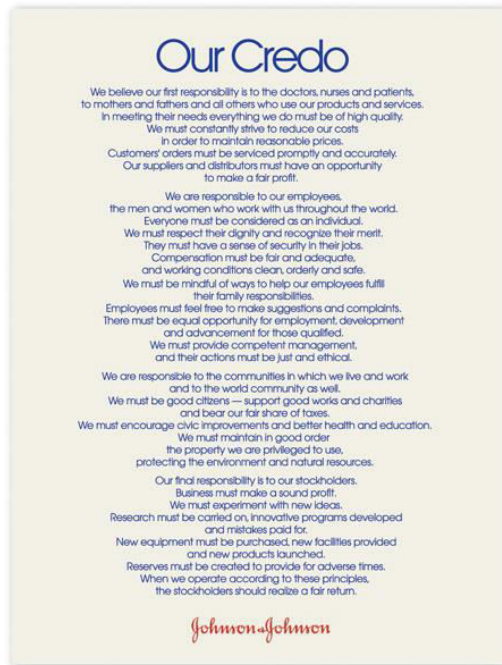 Our Credo
We believe our first responsibility is to the doctors, nurses and patients,
to mothers and fathers and all others who use our products and services.
In meeting their needs everything we do must be of high quality.
We must constantly strive to reduce our costs
in order to maintain reasonable prices.
Customers' orders must be serviced promptly and accurately.
Our suppliers and distributors must have an opportunity
to make a fair profit.
We are responsible to our employees,
the men and women who work with us throughout the world.
Everyone must be considered as an individual.
We must respect their dignity and recognize their merit.
They must have a sense of security in their jobs.
Compensation must be fair and adequate,
and working conditions clean, orderly and safe.
We must be mindful of ways to help our employees fulfill
their family responsibilities.
Employees must feel free to make suggestions and complaints.
There must be equal opportunity for employment, development
and advancement for those qualified.
We must provide competent management,
and their actions must be just and ethical.
We are responsible to the communities in which we live and work
and to the world community as well.
We must be good citizens — support good works and charities
and bear our fair share of taxes.
We must encourage civic improvements and better health and education.
We must maintain in good order
the property we are privileged to use,
protecting the environment and natural resources.
Our final responsibility is to our stockholders.
Business must make a sound profit.
We must experiment with new ideas.
Research must be carried on, innovative programs developed
and mistakes paid for.
New equipment must be purchased, new facilities provided
and new products launched.
Reserves must be created to provide for adverse times.
When we operate according to these principles,
the stockholders should realize a fair return.
Johnson & Johnson